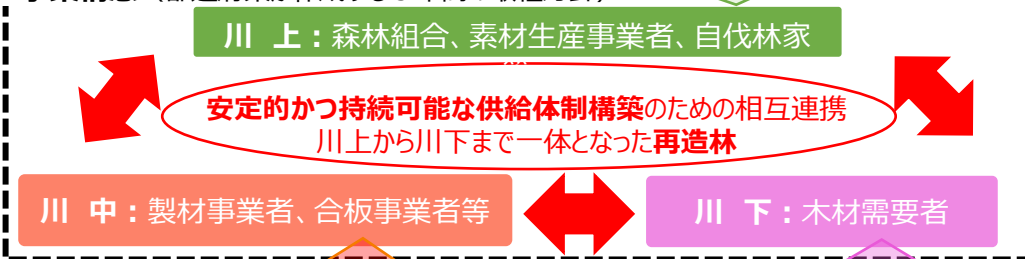 川 上：森林組合、素材生産事業者、自伐林家
安定的かつ持続可能な供給体制構築のための相互連携
川上から川下まで一体となった再造林
川 中：製材事業者、合板事業者等
川 下：木材需要者